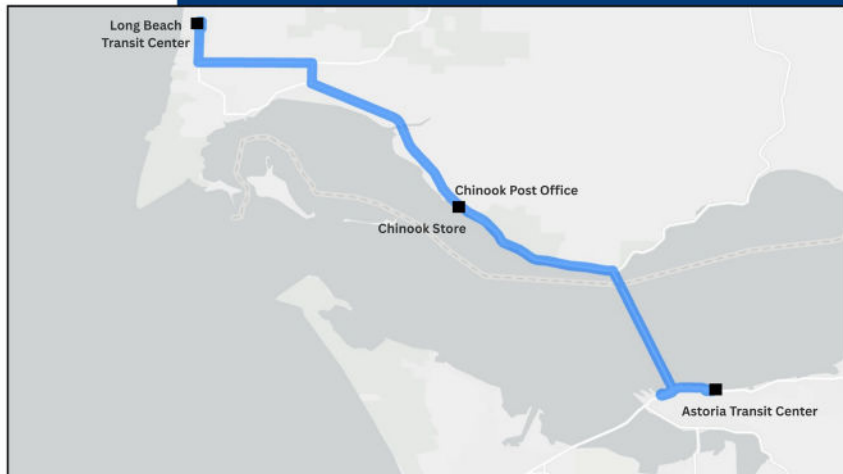 Long Beach
Transit Center
Chinook Post Office
Chinook Store
Astoria Transit Center